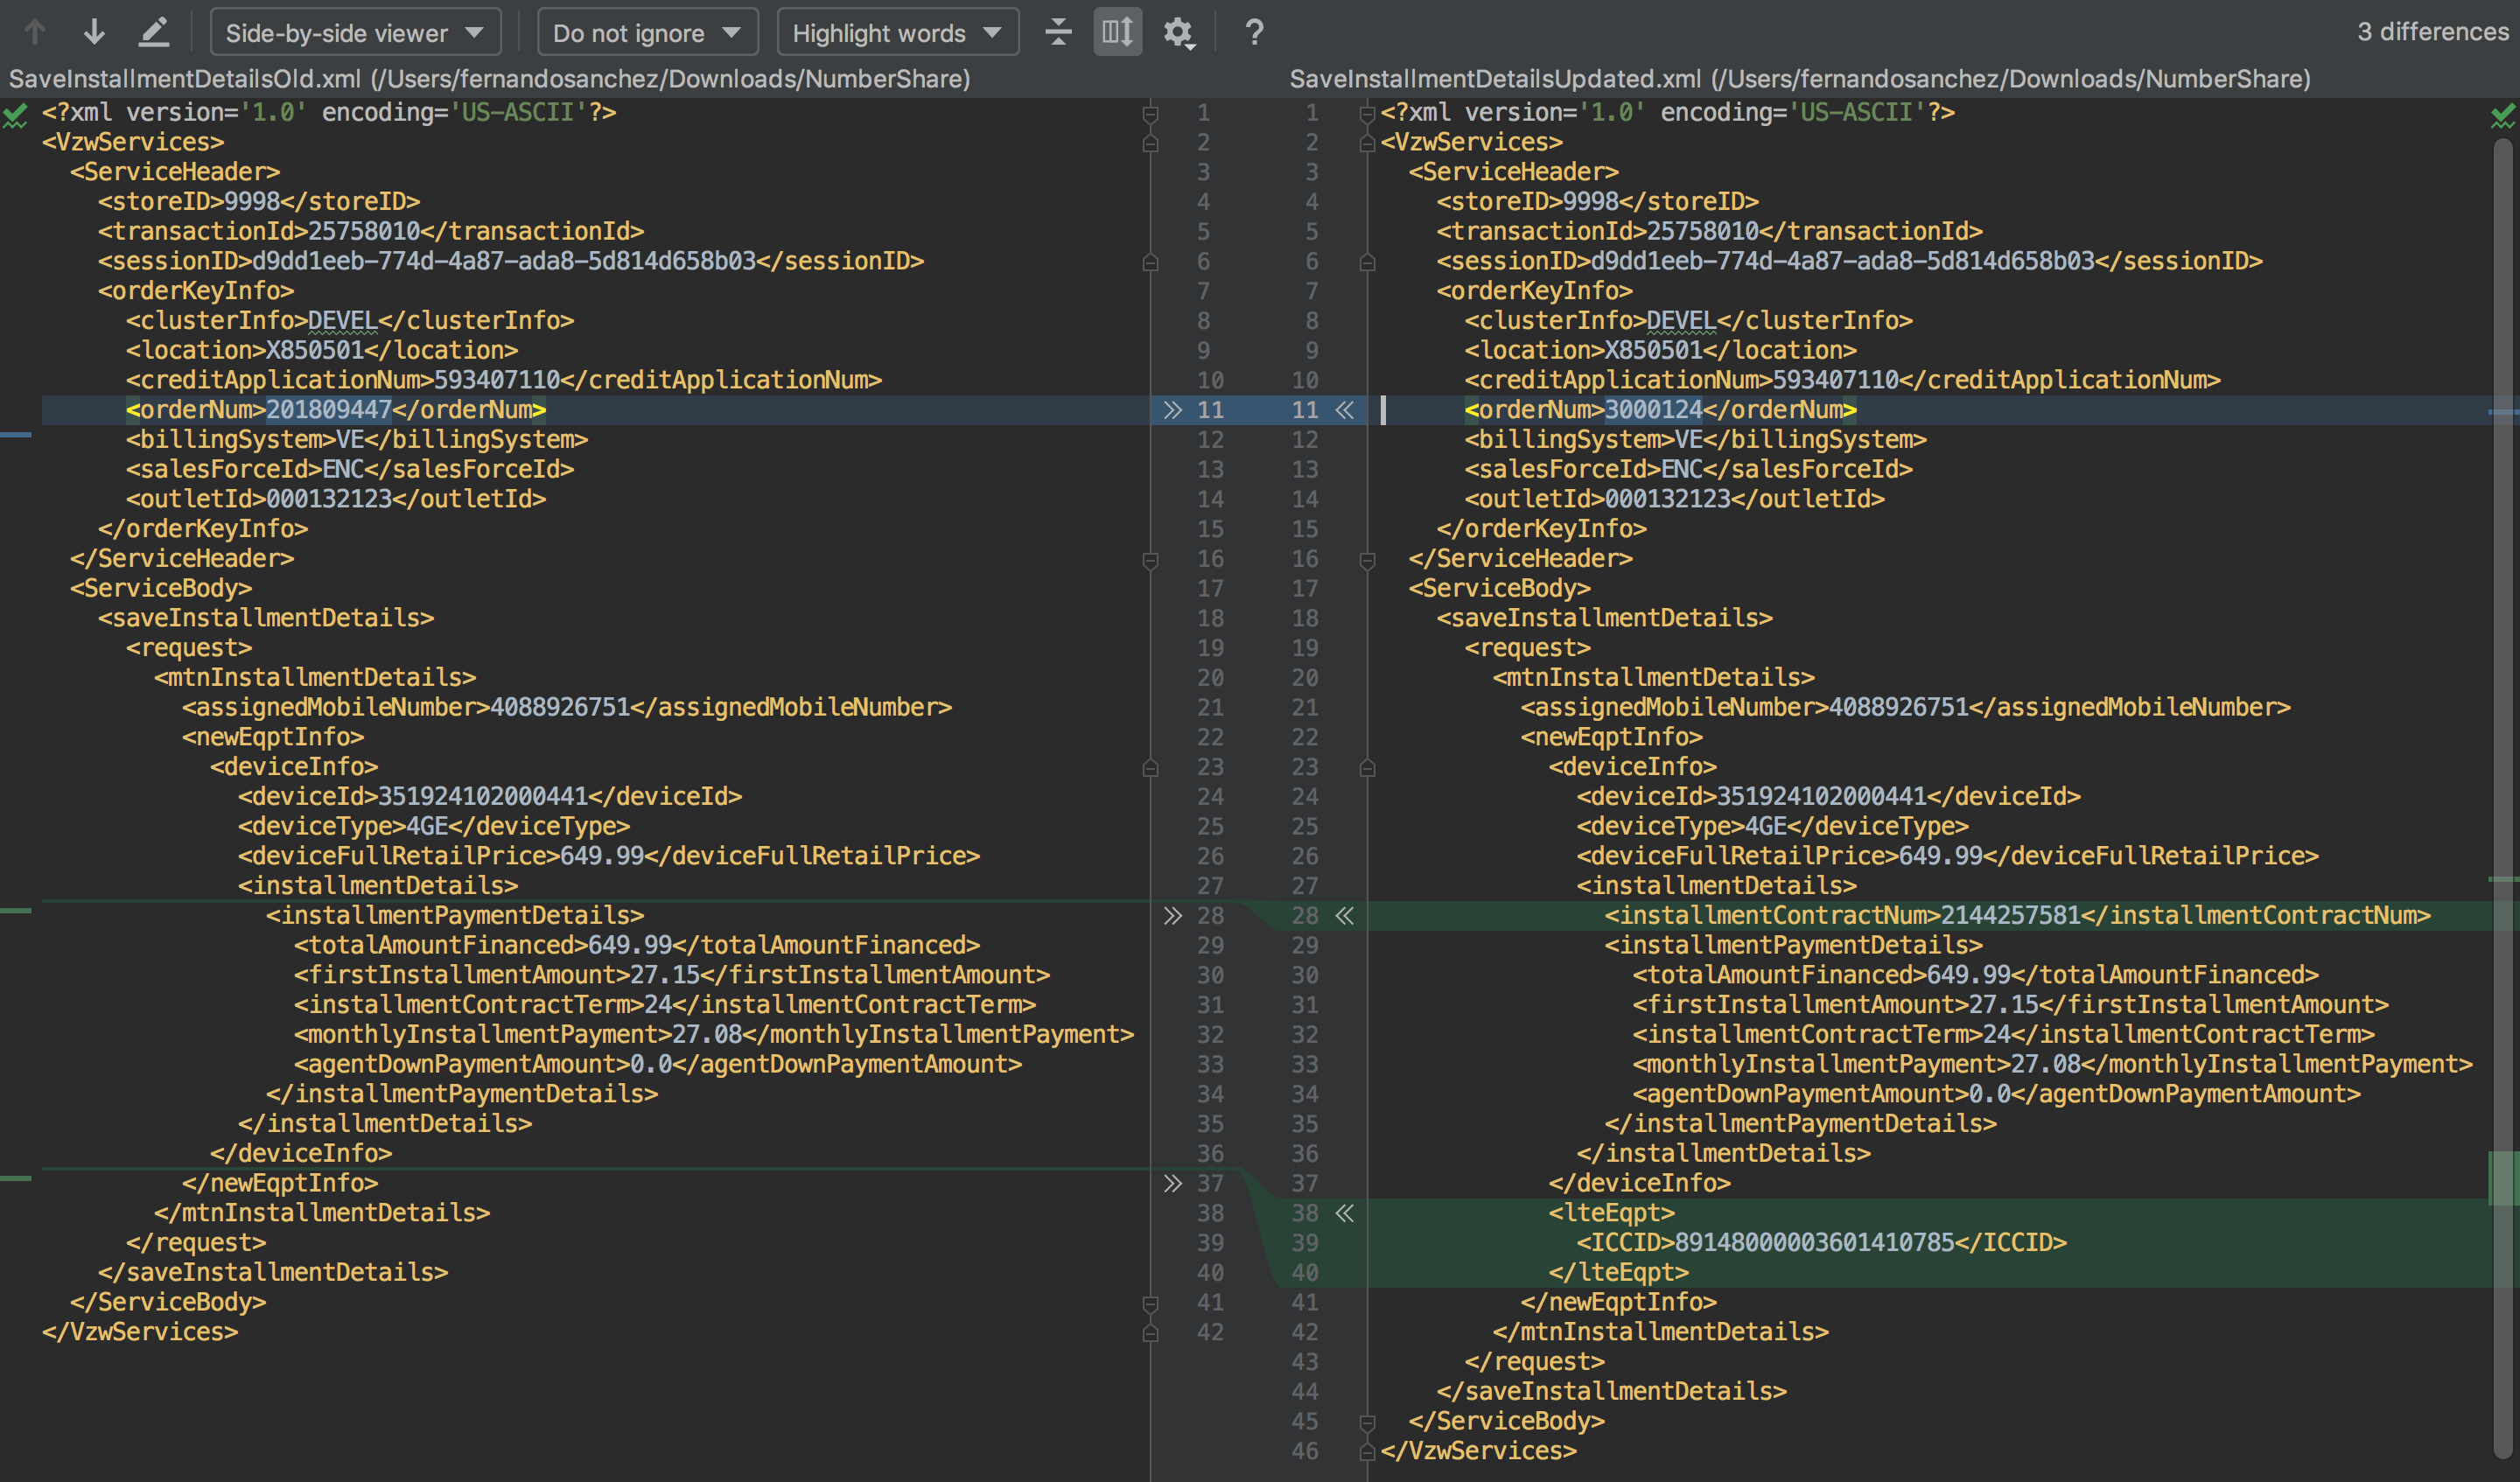 Side-by-side viewer Do not ignore Highlight words ? 3 differences
SaveInstallmentDetailsOld.xml (/Users/fernandosanchez/Downloads/NumberShare)
<?xml version='1.0' encoding='US-ASCII'?>
<VzwServices>
<ServiceHeader>
<storeID>9998</storeID>
<transactionId>25758010</transactionId>
<sessionID>d9dd1eeb-774d-4a87-ada8-5d814d658b03</sessionID>
<orderKeyInfo>
<clusterInfo>DEVEL</clusterInfo>
<location>X850501</location>
<creditApplicationNum>593407110</creditApplicationNum>
<orderNum>201809447</orderNum>
<billingSystem>VE</billingSystem>
<salesForceId>ENC</salesForceId>
<outletId>000132123</outletId>
</orderKeyInfo>
</ServiceHeader>
<ServiceBody>
<saveInstallmentDetails>
<request>
<mtnInstallmentDetails>
<assignedMobileNumber>4088926751</assignedMobileNumber>
<newEqptInfo>
<deviceInfo>
<deviceId>351924102000441</deviceId>
<deviceType>4GE</deviceType>
<deviceFullRetailPrice>649.99</deviceFullRetailPrice>
<installmentDetails>
<installmentPaymentDetails>
<totalAmountFinanced>649.99</totalAmountFinanced>
<firstInstallmentAmount>27.15</firstInstallmentAmount>
<installmentContractTerm>24</installmentContractTerm>
<monthlyInstallmentPayment>27.08</monthlyInstallmentPayment>
<agentDownPaymentAmount>0.0</agentDownPaymentAmount>
</installmentPaymentDetails>
</installmentDetails>
</deviceInfo>
</newEqptInfo>
</mtnInstallmentDetails>
</request>
</saveInstallmentDetails>
</ServiceBody>
</VzwServices>
1
2
3
4
5
6
7
8
9
10
11
12
13
14
15
16
17
18
19
20
21
22
23
24
25
26
27
28
29
30
31
32
33
34
35
36
37
38
39
40
41
42
SaveInstallmentDetailsUpdated.xml (/Users/fernandosanchez/Downloads/NumberShare)
1 <?xml version='1.0' encoding='US-ASCII'?>
2 <VzwServices>
3 <ServiceHeader>
4 <storeID>9998</storeID>
5 <transactionId>25758010</transactionId>
6 <sessionID>d9dd1eeb-774d-4a87-ada8-5d814d658b03</sessionID>
7 <orderKeyInfo>
8 <clusterInfo>DEVEL</clusterInfo>
9 <location>X850501</location>
10 <creditApplicationNum>593407110</creditApplicationNum>
11 <orderNum>3000124</orderNum>
12 <billingSystem>VE</billingSystem>
13 <salesForceId>ENC</salesForceId>
14 <outletId>000132123</outletId>
15 </orderKeyInfo>
16 </ServiceHeader>
17 <ServiceBody>
18 <saveInstallmentDetails>
19 <request>
20 <mtnInstallmentDetails>
21 <assignedMobileNumber>4088926751</assignedMobileNumber>
22 <newEqptInfo>
23 <deviceInfo>
24 <deviceId>351924102000441</deviceId>
25 <deviceType>4GE</deviceType>
26 <deviceFullRetailPrice>649.99</deviceFullRetailPrice>
27 <installmentDetails>
28 <installmentContractNum>2144257581</installmentContractNum>
29 <installmentPaymentDetails>
30 <totalAmountFinanced>649.99</totalAmountFinanced>
31 <firstInstallmentAmount>27.15</firstInstallmentAmount>
32 <installmentContractTerm>24</installmentContractTerm>
33 <monthlyInstallmentPayment>27.08</monthlyInstallmentPayment>
34 <agentDownPaymentAmount>0.0</agentDownPaymentAmount>
35 </installmentPaymentDetails>
36 </installmentDetails>
37 </deviceInfo>
38 <lteEqpt>
39 <ICCID>89148000003601410785</ICCID>
40 </lteEqpt>
41 </newEqptInfo>
42 </mtnInstallmentDetails>
43 </request>
44 </saveInstallmentDetails>
45 </ServiceBody>
46 </VzwServices>